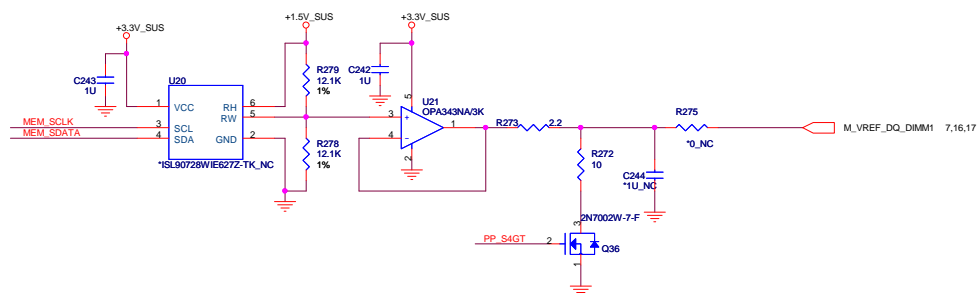 +1.5V_SUS
+3.3V_SUS
+3.3V_SUS
C243
1U
U20
R279
12.1K
1%
C242
1U
U21
OPA343NA/3K
1
VCC
RH
6
RW
5
3
SCL
4
SDA
GND
2
MEM_SCLK
MEM_SDATA
*ISL90728WIE627Z-TK_NC
R278
12.1K
1%
5
3
+
4
-
1
2
R273
2.2
R275
*0_NC
M_VREF_DQ_DIMM1 7,16,17
R272
10
C244
*1U_NC
2N7002W-7-F
3
PP_S4GT
2
Q36
1